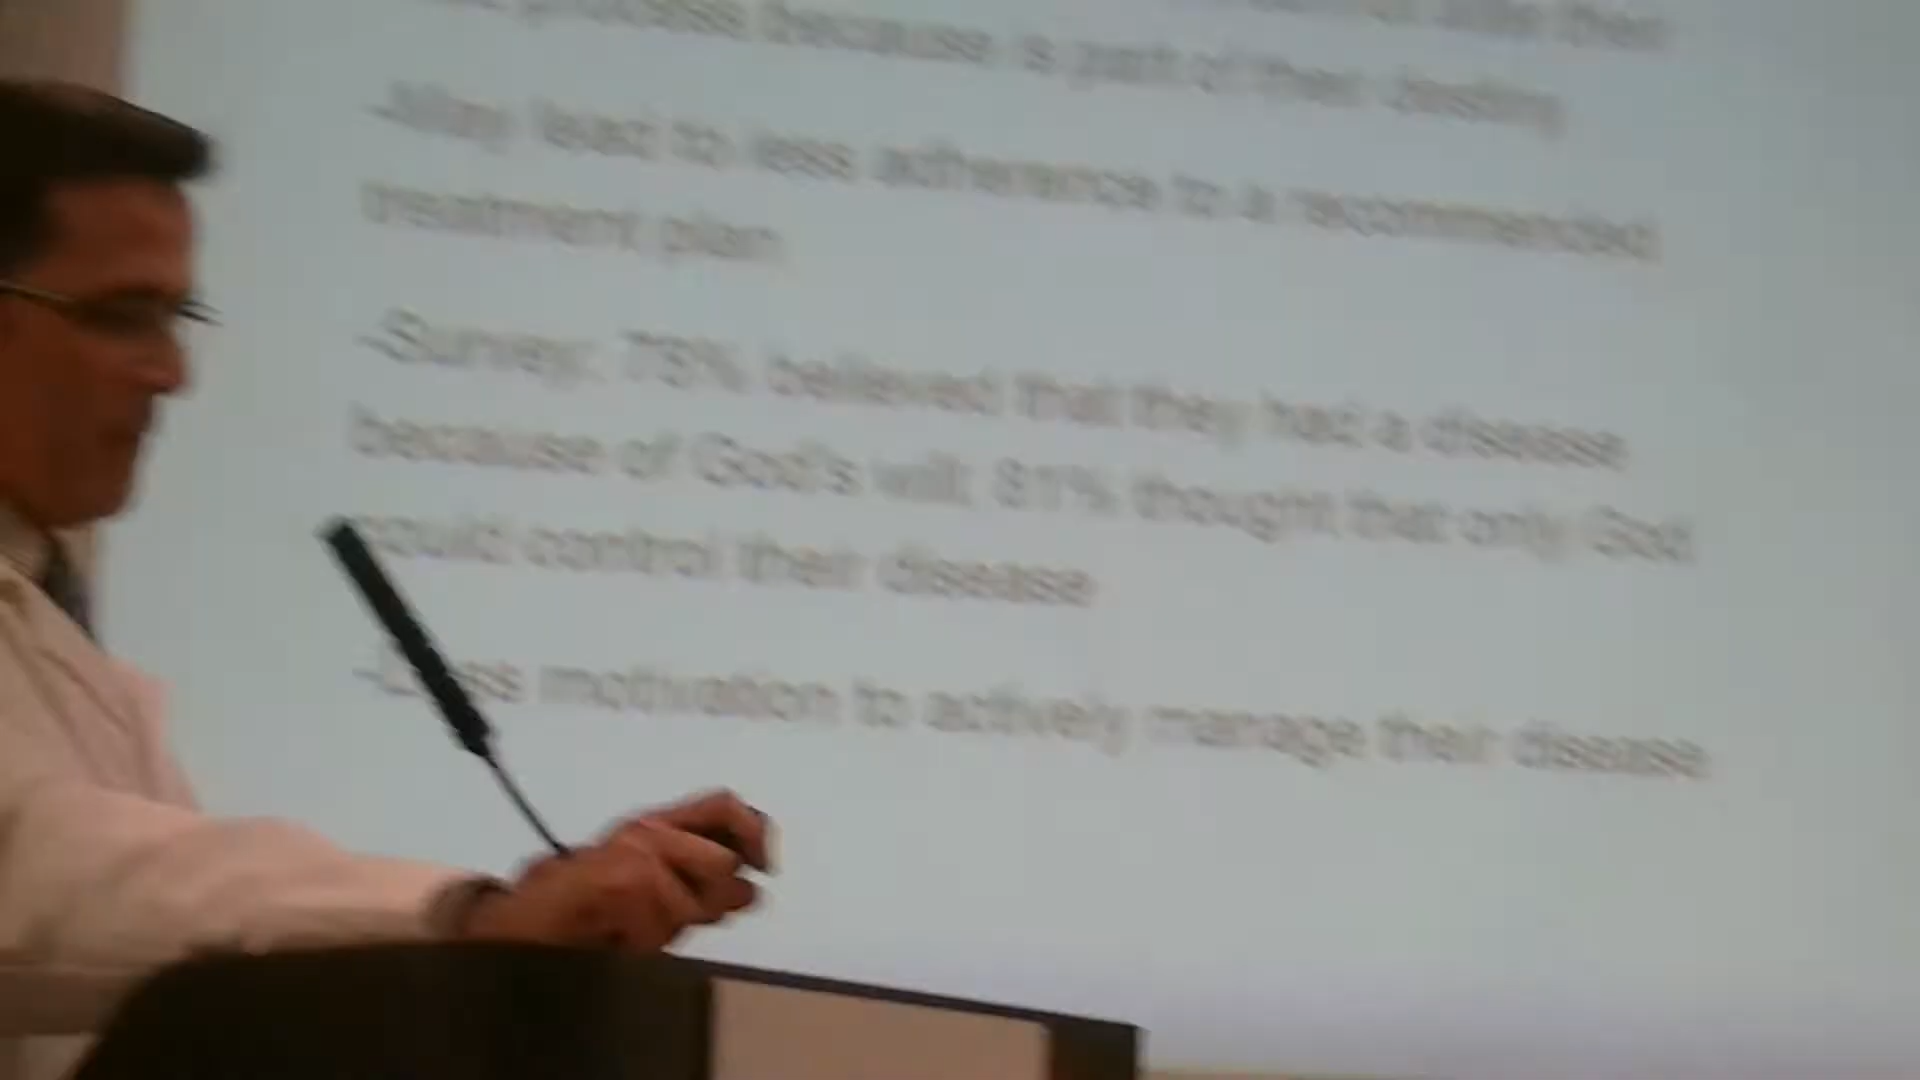 process because is part of their destiny
-May lead to less adherence to a recommended
treatment plan
-Survey: 75% believed that they had a disease
because of God's will; 81% thought that only God
could control their disease
-Less motivation to actively manage their disease